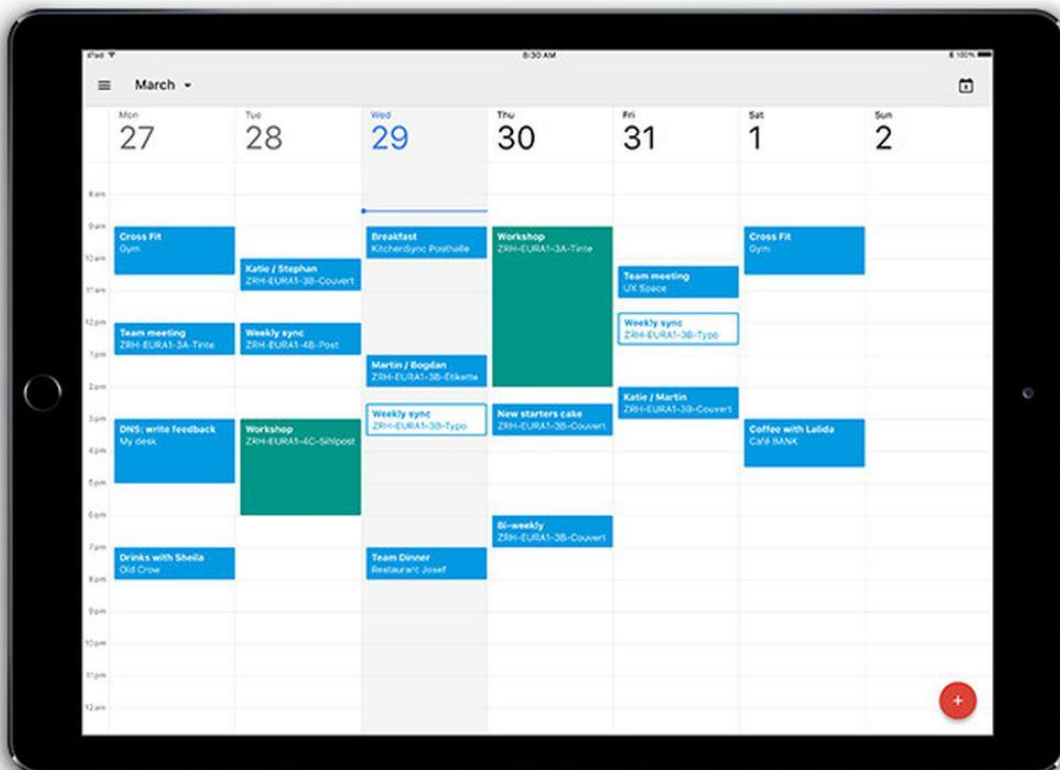 iPad
8:30 AM
100%
March
Mon
27
Tue
28
Wed
29
Thu
30
Fri
31
Sat
1
Sun
2
8am
9am
10am
11am
12pm
1pm
2pm
3pm
4pm
5pm
6pm
7pm
8pm
9pm
10pm
11pm
12am
Cross Fit
Gym
Team meeting
ZRH-EURA1-3A-Tinte
DNS: write feedback
My desk
Drinks with Sheila
Old Crow
Katie / Stephan
ZRH-EURA1-3B-Couvert
Weekly sync
ZRH-EURA1-4B-Post
Workshop
ZRH-EURA1-4C-Sihlpost
Breakfast
KitchenSync Posthalle
Martin / Bogdan
ZRH-EURA1-3B-Etikette
Weekly sync
ZRH-EURA1-3B-Typo
Team Dinner
Restaurant Josef
Workshop
ZRH-EURA1-3A-Tinte
New starters cake
ZRH-EURA1-3B-Couvert
Bi-weekly
ZRH-EURA1-3B-Couvert
Team meeting
UX Space
Weekly sync
ZRH-EURA1-3B-Typo
Katie / Martin
ZRH-EURA1-3B-Couvert
Cross Fit
Gym
Coffee with Lalida
Café BANK